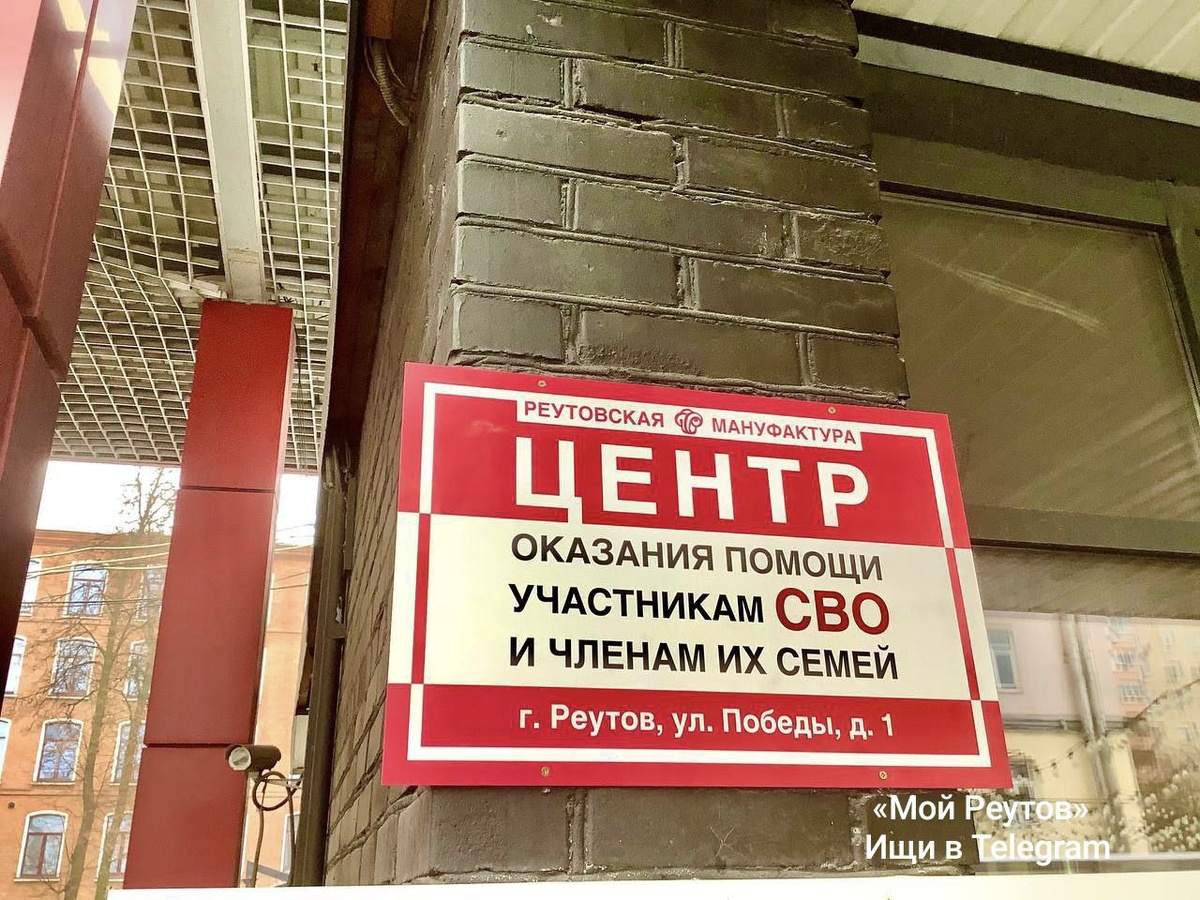 РЕУТОВСКАЯ МАНУФАКТУРА
ЦЕНТР
ОКАЗАНИЯ ПОМОЩИ
УЧАСТНИКАМ СВО
И ЧЛЕНАМ ИХ СЕМЕЙ
г. Реутов, ул. Победы, д. 1
«Мой Реутов»
Ищи в Telegram